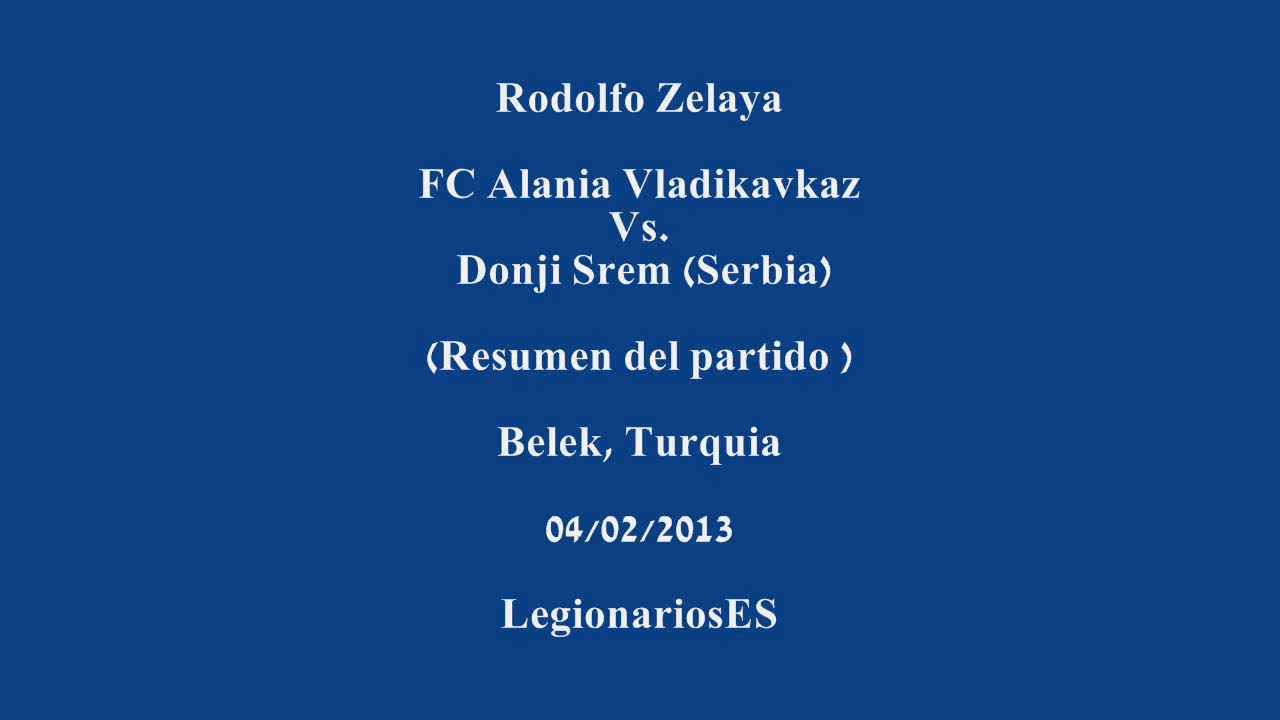 Rodolfo Zelaya
FC Alania Vladikavkaz
Vs.
Donji Srem (Serbia)
(Resumen del partido )
Belek, Turquia
04/02/2013
LegionariosES